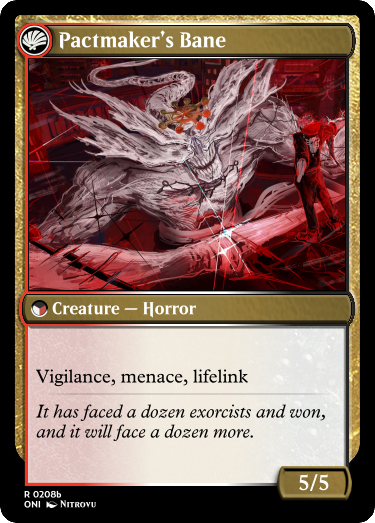 Pactmaker's Bane
Creature — Horror
Vigilance, menace, lifelink
It has faced a dozen exorcists and won,
and it will face a dozen more.
5/5
R 0208b
ONI Nitrovu